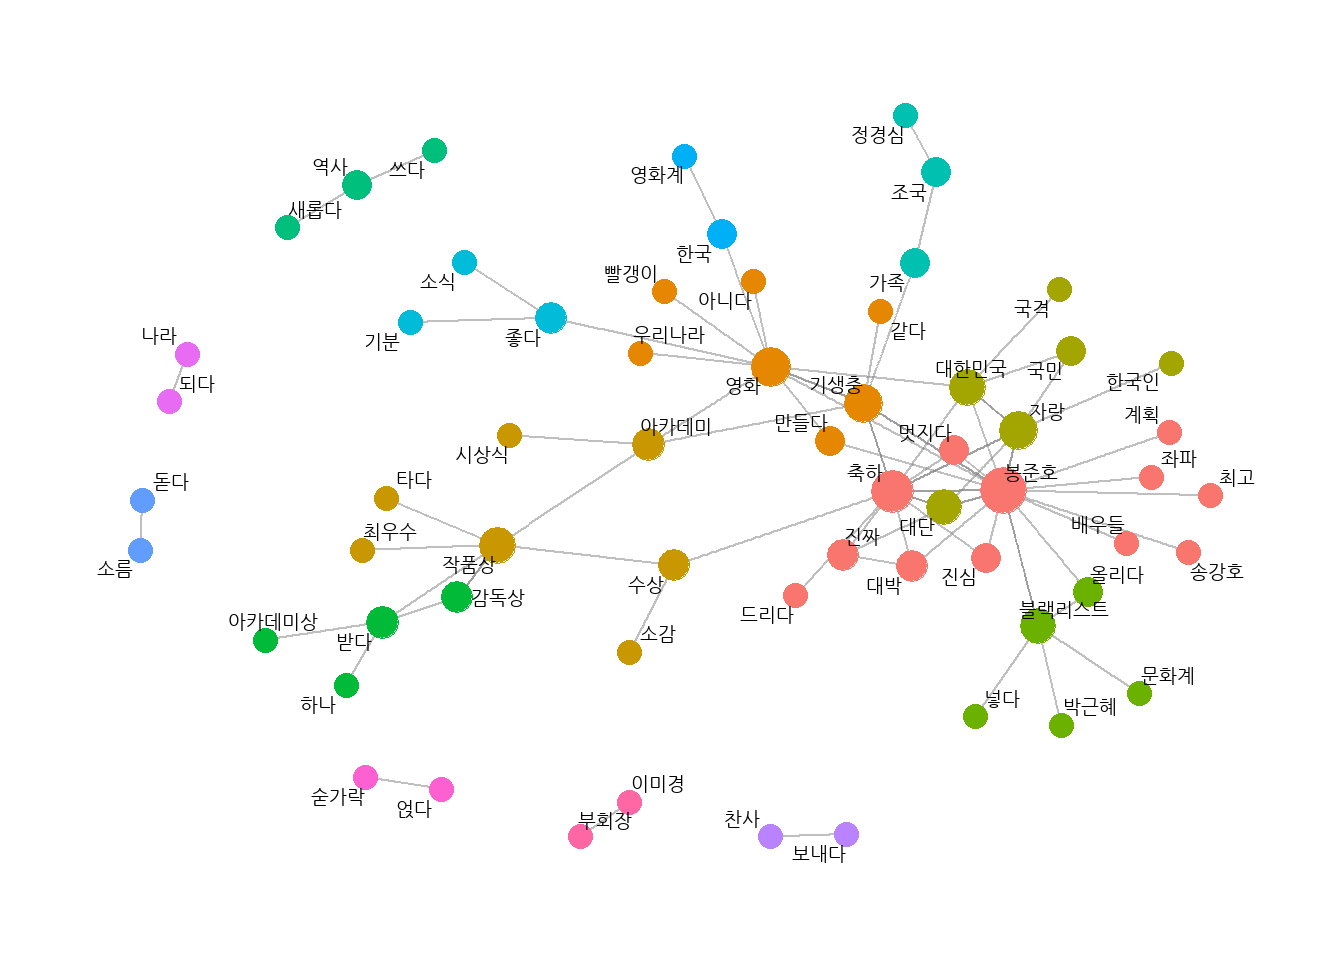 정경심
역사
쓰다
영화계
조국
새롭다
한국
빨갱이
소식
아니다
가족
국격
나라
기분
좋다
우리나라
같다
되다
영화
기생충
대한민국
국민
한국인
시상식
아카데미
만들다
멋지다
자랑
계획
좌파
돋다
타다
축하
봉준호
최고
최우수
대단
배우들
소름
작품상
수상
진짜
대박
진심
올리다
송강호
감독상
드리다
블랙리스트
아카데미상
받다
소감
하나
넣다
박근혜
문화계
숟가락
얹다
이미경
부회장
찬사
보내다